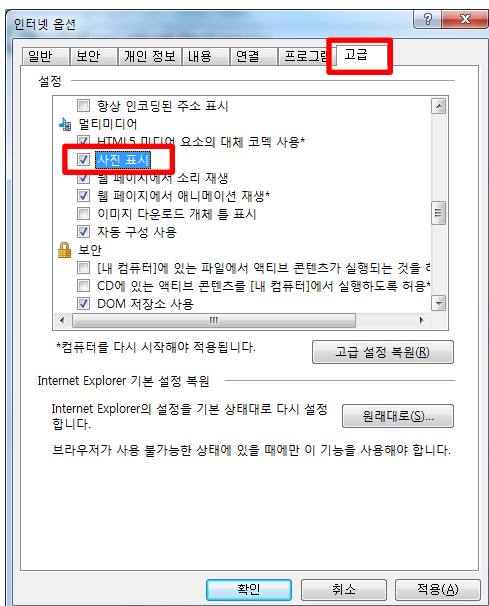 인터넷 옵션
일반 보안 개인 정보 내용 연결 프로그램 고급
설정
항상 인코딩된 주소 표시
멀티미디어
HTML5 미디어 요소의 대체 코덱 사용*
사진 표시
웹 페이지에서 소리 재생
웹 페이지에서 애니메이션 재생*
이미지 다운로드 개체 틀 표시
자동 구성 사용
보안
[내 컴퓨터]에 있는 파일에서 액티브 콘텐츠가 실행되는 것을
CD에 있는 액티브 콘텐츠를 [내 컴퓨터]에서 실행하도록 허용*
DOM 저장소 사용
*컴퓨터를 다시 시작해야 적용됩니다.
고급 설정 복원(R)
Internet Explorer 기본 설정 복원
Internet Explorer의 설정을 기본 상태대로 다시 설정
합니다.
원래대로(S)...
브라우저가 사용 불가능한 상태에 있을 때에만 이 기능을 사용해야 합니다.
확인 취소 적용(A)